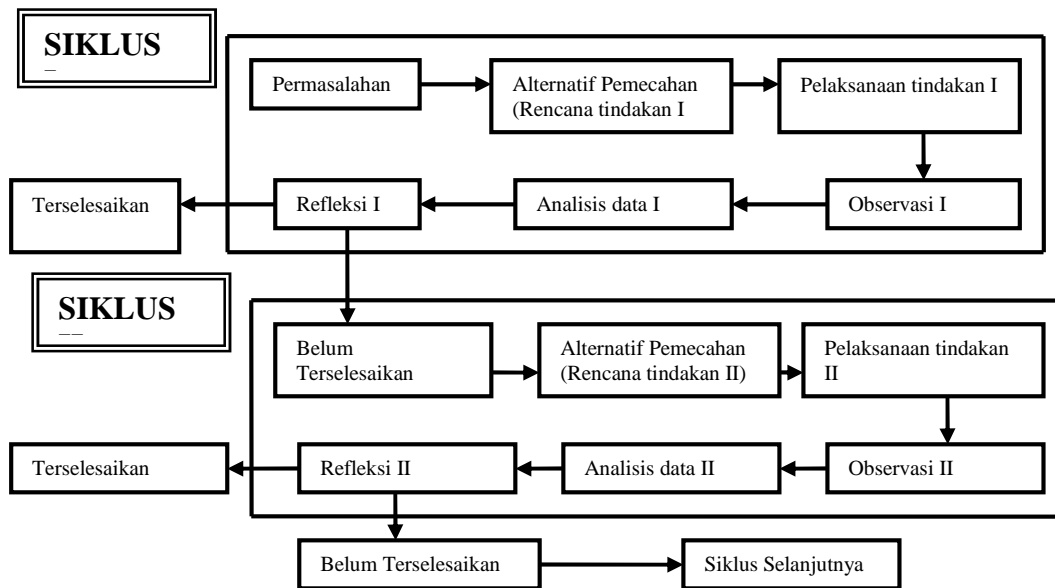 SIKLUS
Permasalahan
Alternatif Pemecahan
(Rencana tindakan I
Pelaksanaan tindakan I
Terselesaikan
Refleksi I
Analisis data I
Observasi I
SIKLUS
Belum
Terselesaikan
Alternatif Pemecahan
(Rencana tindakan II)
Pelaksanaan tindakan
II
Terselesaikan
Refleksi II
Analisis data II
Observasi II
Belum Terselesaikan
Siklus Selanjutnya